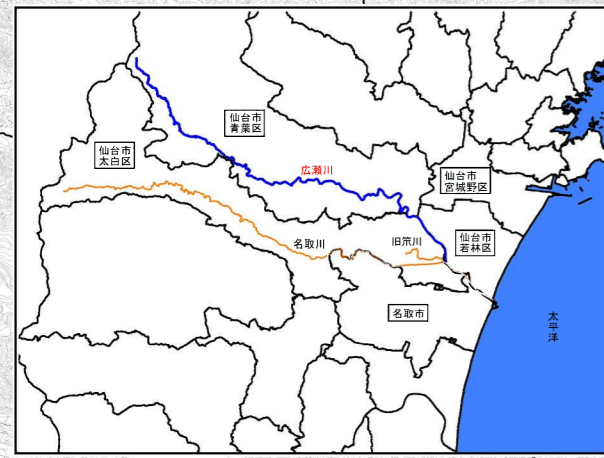 仙台市
青葉区
仙台市
太白区
広瀬川
仙台市
宮城野区
名取川
旧笊川
仙台市
若林区
名取市
太平洋